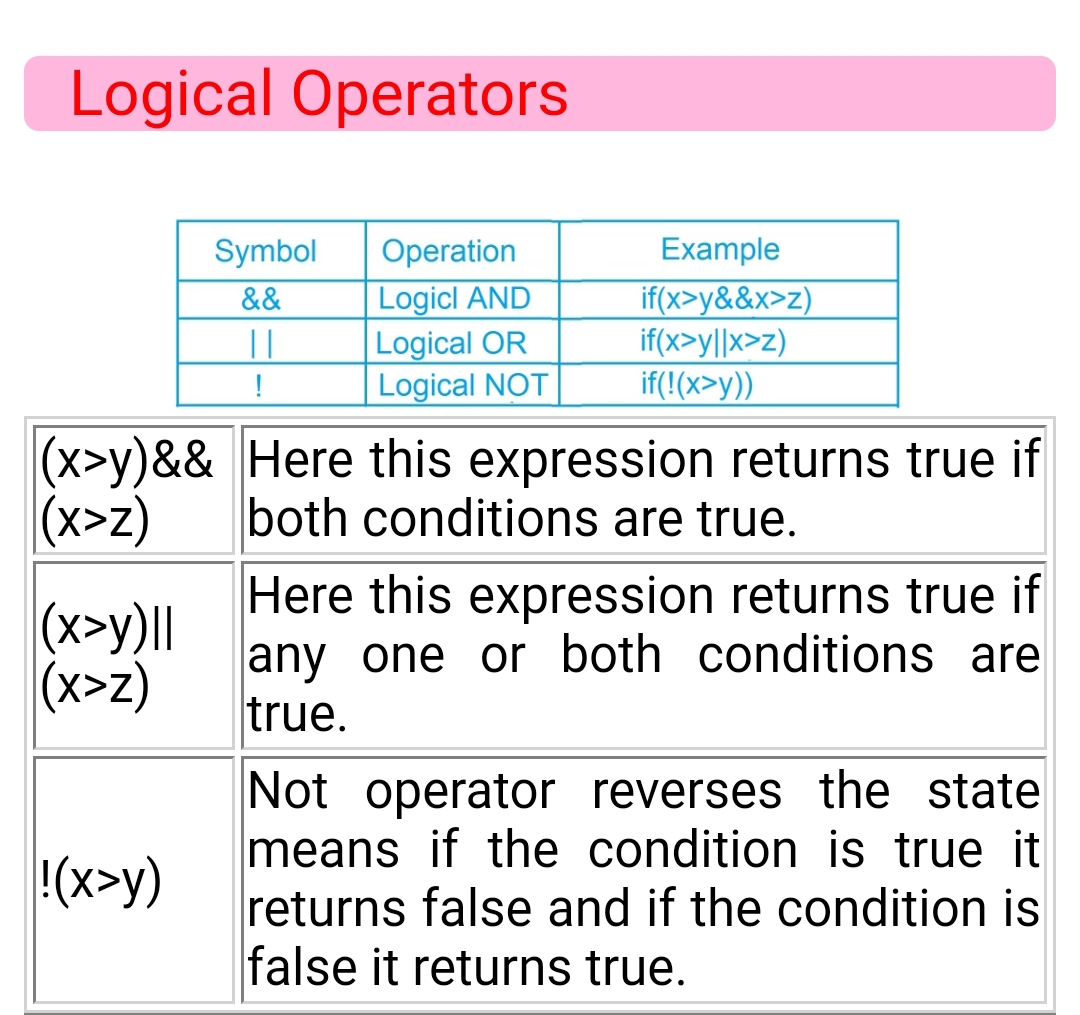 Logical Operators
Symbol Operation Example
&& Logicl AND if(x>y&&x>z)
|| Logical OR if(x>y||x>z)
! Logical NOT if(!(x>y))
(x>y)&&
(x>z)
Here this expression returns true if
both conditions are true.
(x>y)||
(x>z)
Here this expression returns true if
any one or both conditions are
true.
!(x>y)
Not operator reverses the state
means if the condition is true it
returns false and if the condition is
false it returns true.